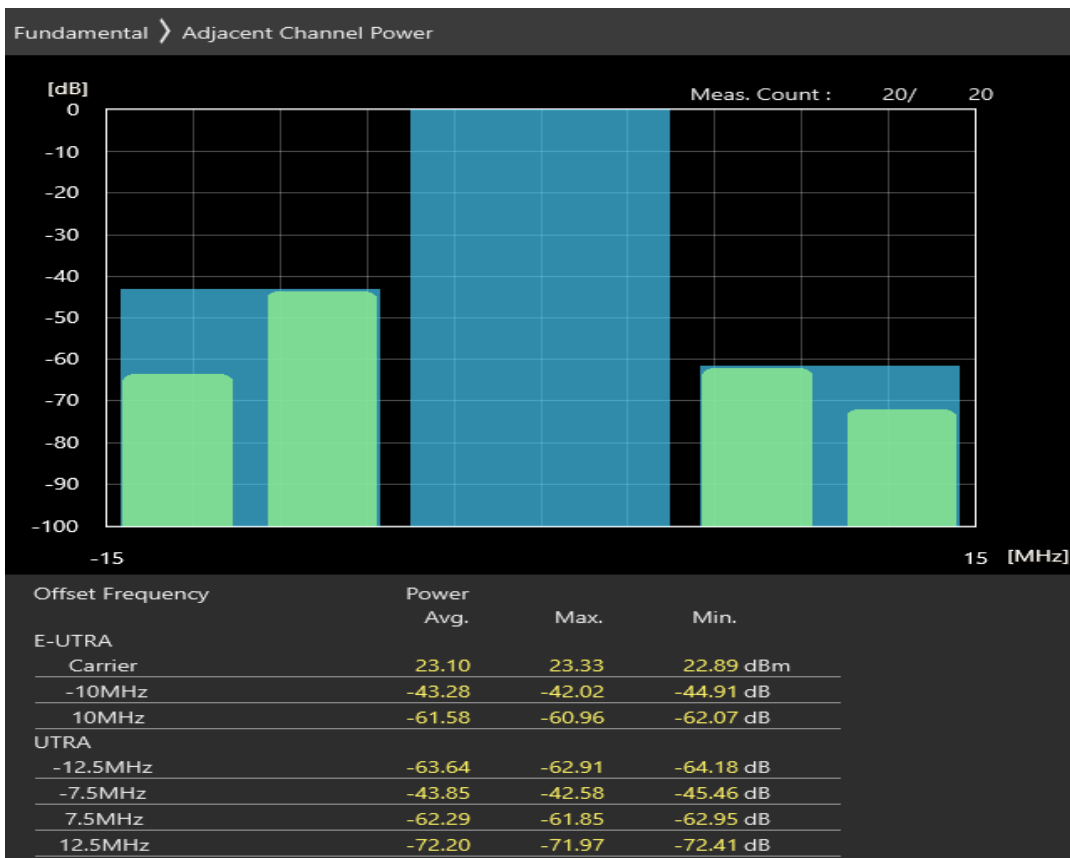 Fundamental 〉 Adjacent Channel Power
[dB]
Meas. Count : 20/ 20
0
-10
-20
-30
-40
-50
-60
-70
-80
-90
-100
-15 15 [MHz]
Offset Frequency Power
Avg. Max. Min.
E-UTRA
Carrier 23.10 23.33 22.89 dBm
-10MHz -43.28 -42.02 -44.91 dB
10MHz -61.58 -60.96 -62.07 dB
UTRA
-12.5MHz -63.64 -62.91 -64.18 dB
-7.5MHz -43.85 -42.58 -45.46 dB
7.5MHz -62.29 -61.85 -62.95 dB
12.5MHz -72.20 -71.97 -72.41 dB